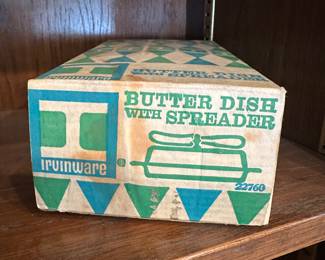 BUTTER DISH
WITH SPREADER
Irvinware ®
22760